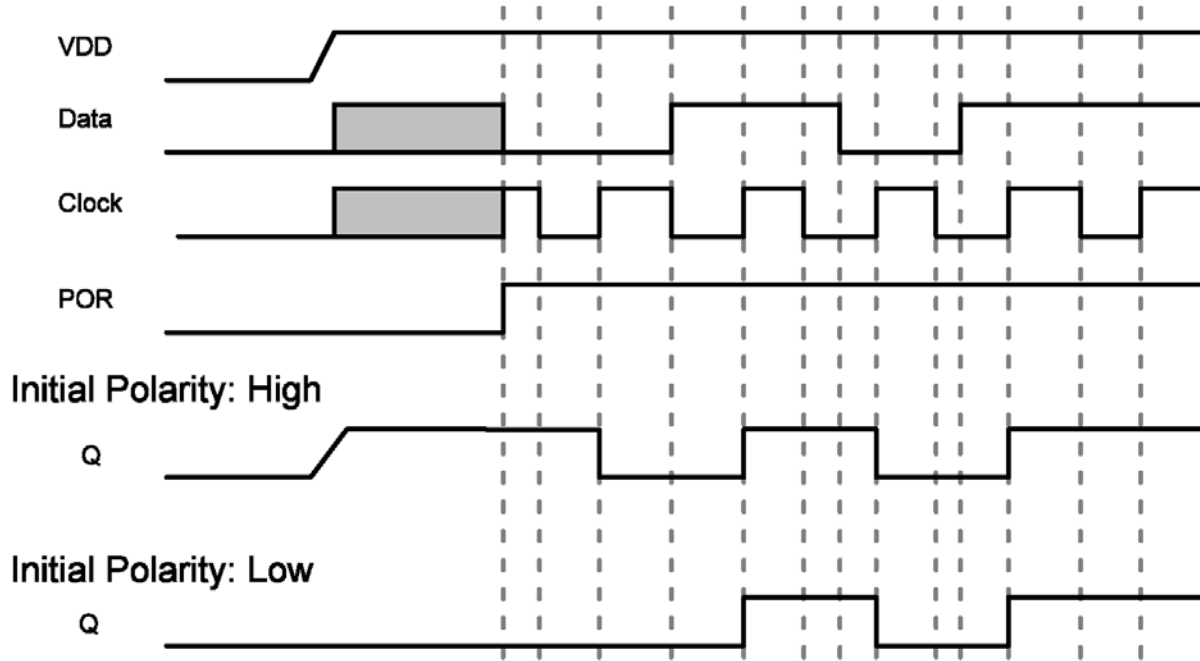 VDD
Data
Clock
POR
Initial Polarity: High
Q
Initial Polarity: Low
Q